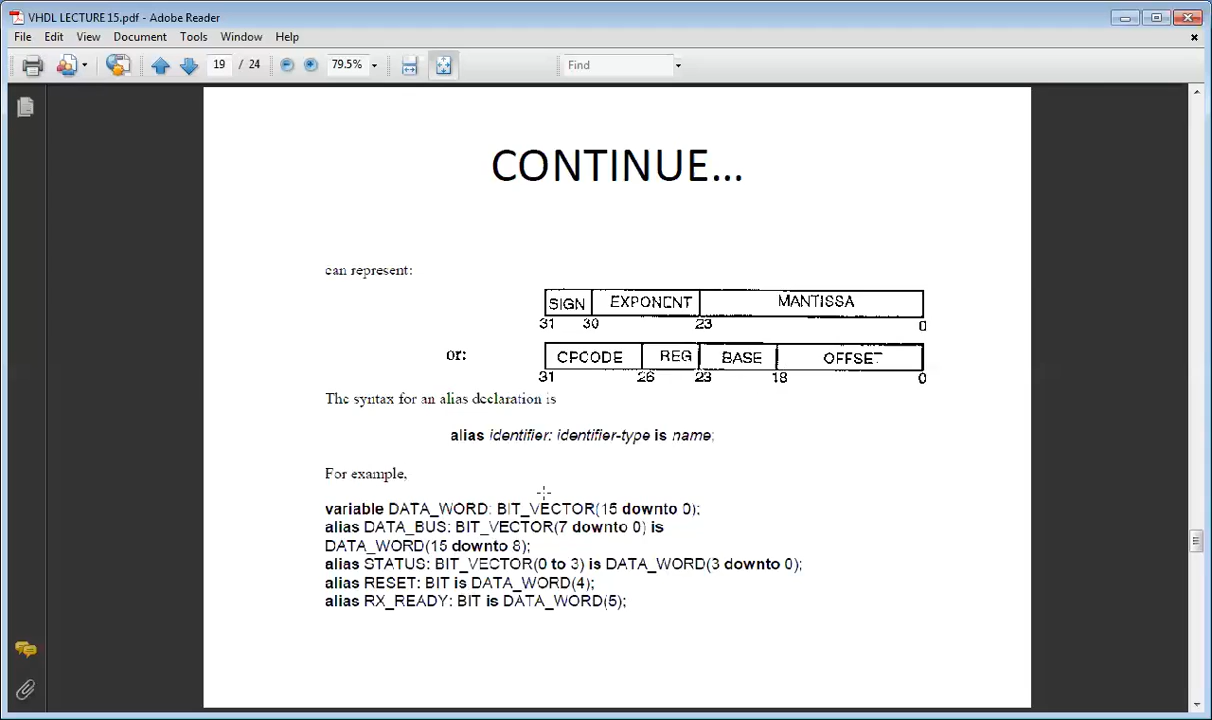 VHDL LECTURE 15.pdf - Adobe Reader
File Edit View Document Tools Window Help
19 / 24 79.5% Find
CONTINUE...
can represent:
SIGN EXPONENT MANTISSA
31 30 23 0
or: CPCODE REG BASE OFFSET
31 26 23 18 0
The syntax for an alias declaration is
alias identifier: identifier-type is name;
For example,
variable DATA_WORD: BIT_VECTOR(15 downto 0);
alias DATA_BUS: BIT_VECTOR(7 downto 0) is
DATA_WORD(15 downto 8);
alias STATUS: BIT_VECTOR(0 to 3) is DATA_WORD(3 downto 0);
alias RESET: BIT is DATA_WORD(4);
alias RX_READY: BIT is DATA_WORD(5);